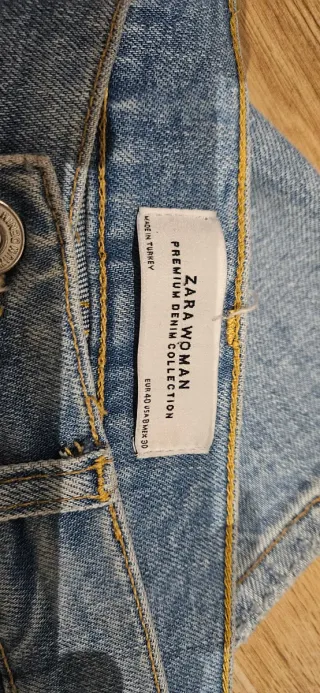 ZARA WOMAN
PREMIUM DENIM COLLECTION
MADE IN TURKEY
EUR 40 USA 8 MEX 30